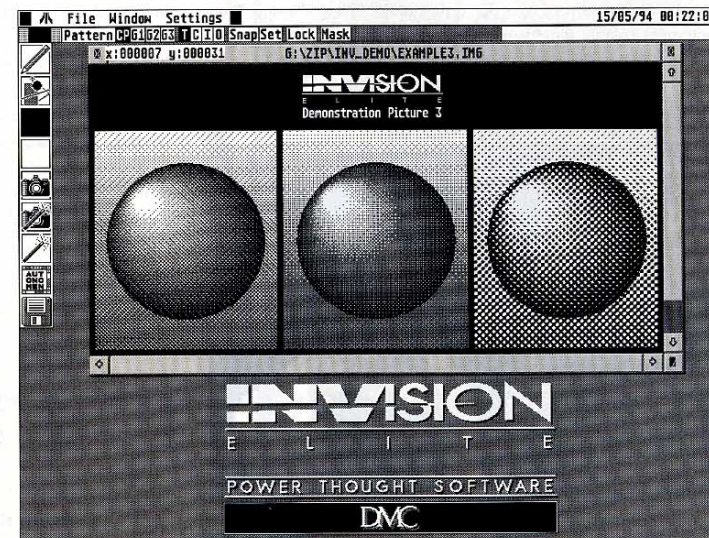 File Window Settings 15/05/94 00:22:0
Pattern CP G1 G2 G3 T C I O Snap Set Lock Mask
x:000007 y:000031 G:\ZIP\INV_DEMO\EXAMPLE3.IMG
INVISION
E L I T E
Demonstration Picture 3
INVISION
E L I T E
POWER THOUGHT SOFTWARE
DMC